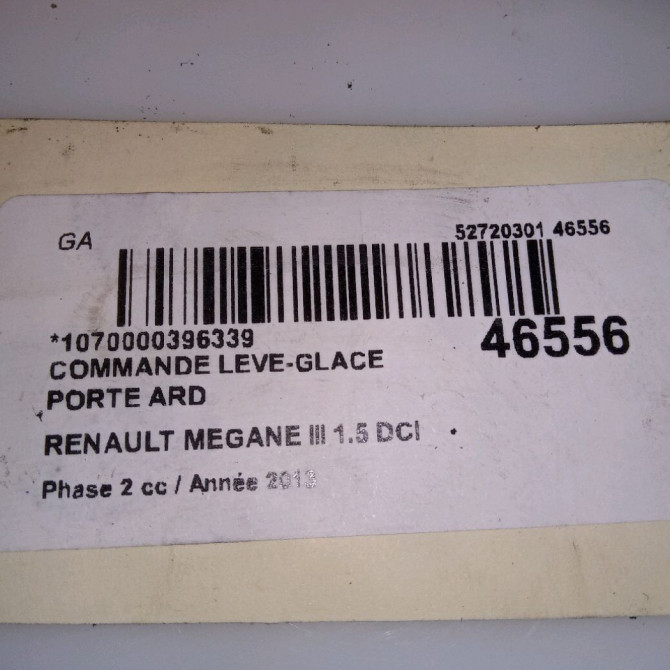 GA
52720301 46556
*1070000396339
46556
COMMANDE LEVE-GLACE
PORTE ARD
RENAULT MEGANE III 1.5 DCI
Phase 2 cc / Année